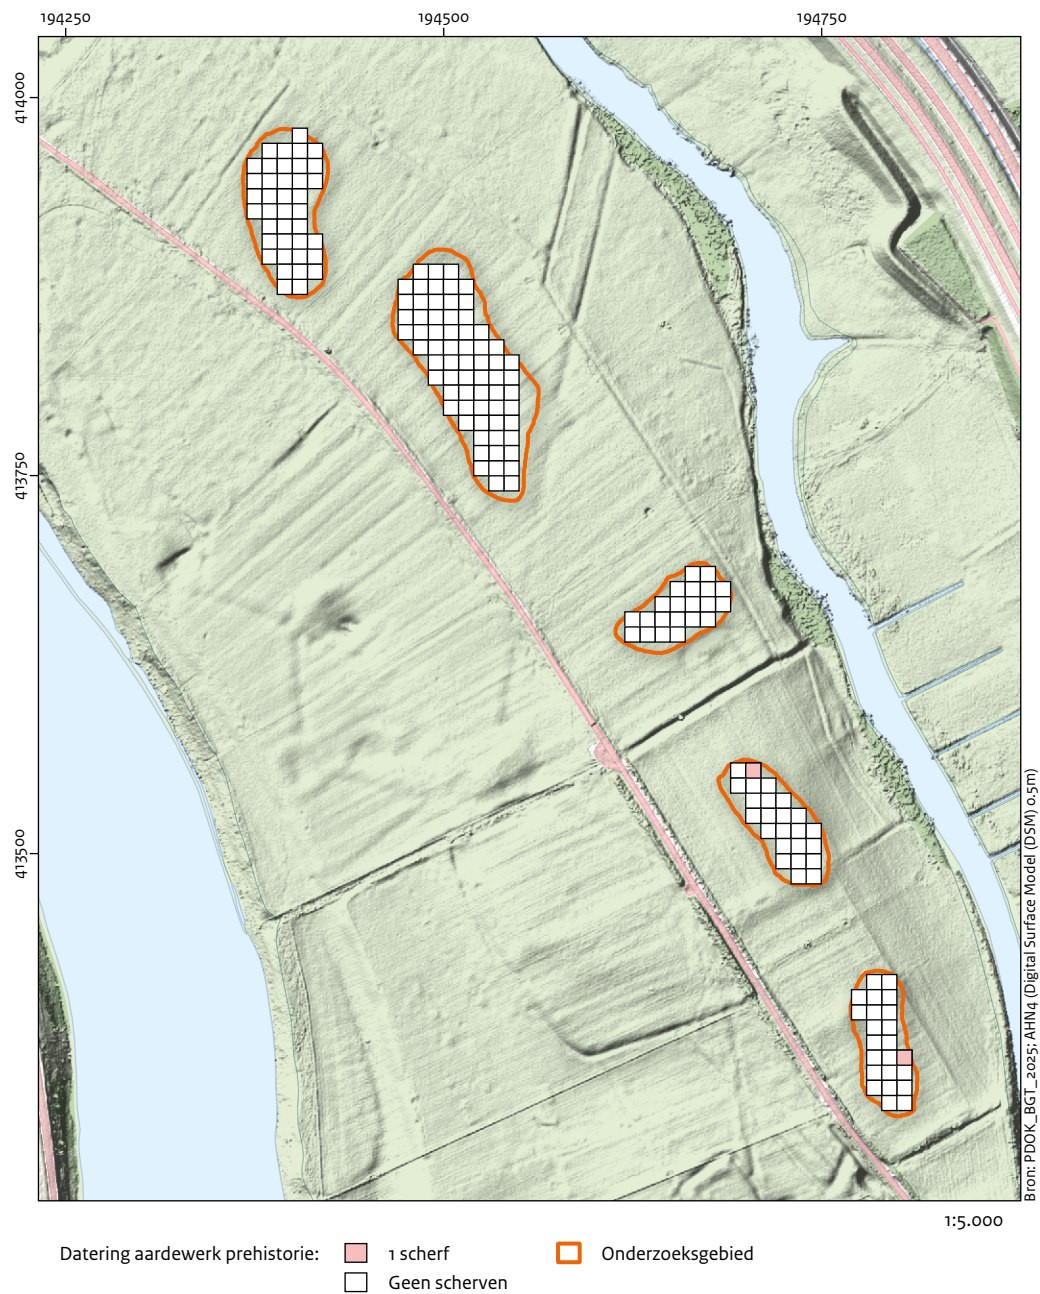 194250
194500
194750
414000
413750
413500
Bron: PDOK_BGT_2025; AHN4 (Digital Surface Model (DSM) 0.5m)
1:5.000
Datering aardewerk prehistorie:
1 scherf
Onderzoeksgebied
Geen scherven